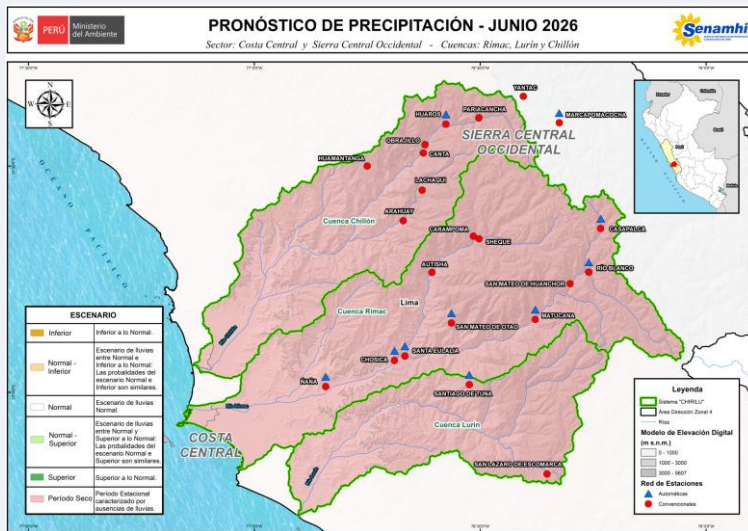 PERÚ
Ministerio
del Ambiente
PRONÓSTICO DE PRECIPITACIÓN - JUNIO 2026
Sector: Costa Central y Sierra Central Occidental - Cuencas: Rímac, Lurín y Chillón
Senamhi
N
W
E
S
OCÉANO PACÍFICO
YANTAC
PARIACANCHA
HUAROS
MARCAPOMACOCHA
SIERRA CENTRAL
OCCIDENTAL
OBRAJILLO
CANTA
HUAMANTANGA
LACHAQUI
ARAHUAY
Cuenca Chillón
CARAMPOMA
SHEQUE
CASAPALCA
AUTISHA
RÍO BLANCO
SAN MATEO DE HUANCHOR
Cuenca Rímac
Lima
SAN MATEO DE OTAO
MATUCANA
CHOSICA
SANTA EULALIA
ÑAÑA
SANTIAGO DE TUNA
Cuenca Lurín
COSTA
CENTRAL
SAN LAZARO DE ESCOMARCA
ESCENARIO
Inferior
Inferior a lo Normal.
Normal -
Inferior
Escenario de lluvias
entre Normal e
Inferior a lo Normal:
Las probabilidades del
escenario Normal e
Inferior son similares.
Normal
Escenario de lluvias
Normal.
Normal -
Superior
Escenario de lluvias
entre Normal y
Superior a lo Normal:
Las probabilidades del
escenario Normal e
Superior son similares.
Superior
Superior a lo Normal.
Período Seco
Período Estacional
caracterizado por
ausencias de lluvias.
Leyenda
Sistema "CHIRILU"
Área Dirección Zonal 4
Ríos
Modelo de Elevación Digital
(m s.n.m.)
0 - 1000
1000 - 3000
3000 - 5607
Red de Estaciones
Automáticas
Convencionales